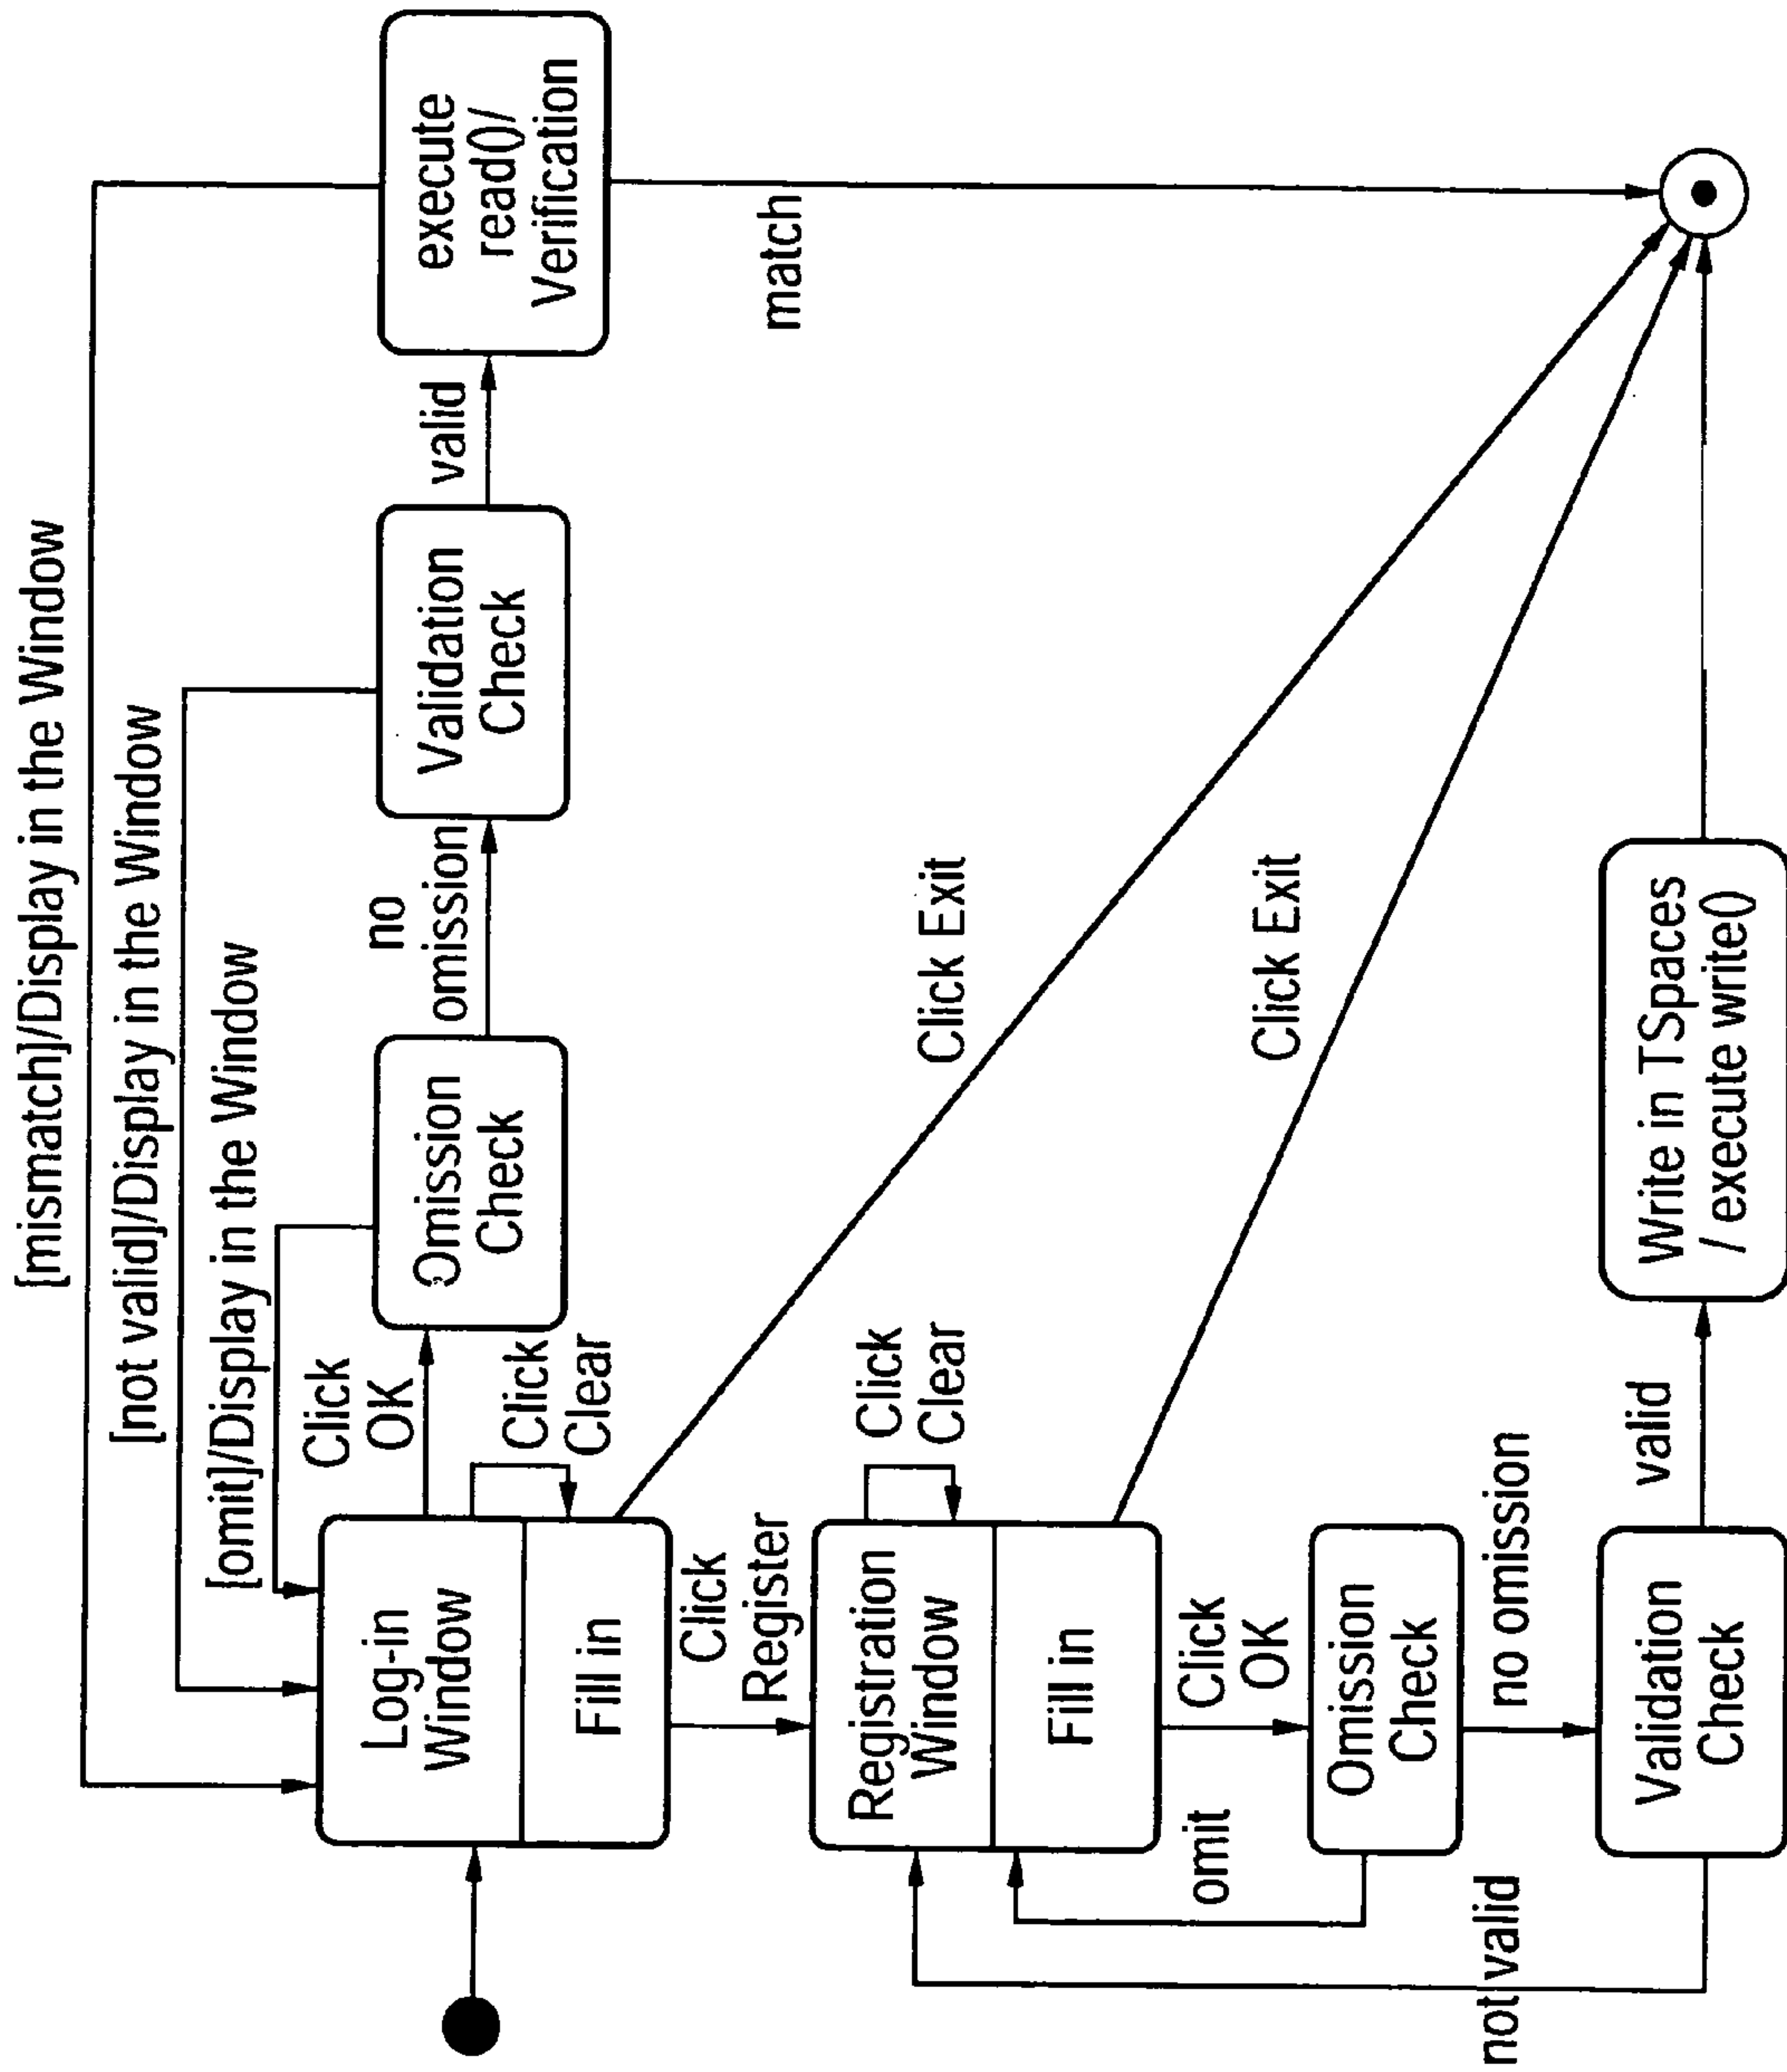 [mismatch]/Display in the Window
[not valid]/Display in the Window
[omit]/Display in the Window
Log-in
Window
Fill in
Click
OK
Click
Clear
Omission
Check
no
omission
Validation
Check
valid
execute
read()/
Verification
match
Click
Register
Click Exit
Registration
Window
Fill in
Click
Clear
Click Exit
Click
OK
omit
Omission
Check
no omission
not valid
Validation
Check
valid
Write in TSpaces
/ execute write()